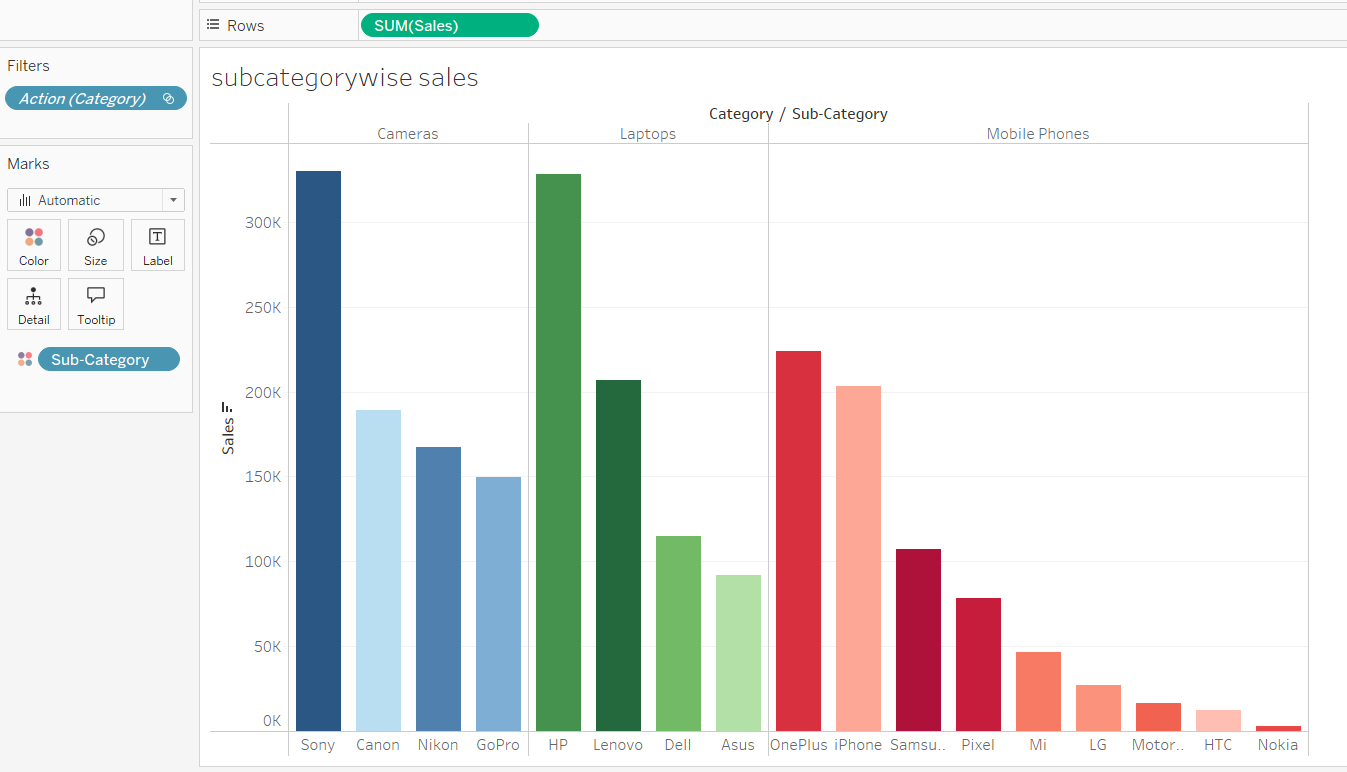 Rows
SUM(Sales)
Filters
Action (Category)
Marks
Automatic
Color
Size
Label
Detail
Tooltip
Sub-Category
subcategorywise sales
Category / Sub-Category
Cameras
Laptops
Mobile Phones
Sales
300K
250K
200K
150K
100K
50K
0K
Sony
Canon
Nikon
GoPro
HP
Lenovo
Dell
Asus
OnePlus
iPhone
Samsu..
Pixel
Mi
LG
Motor..
HTC
Nokia